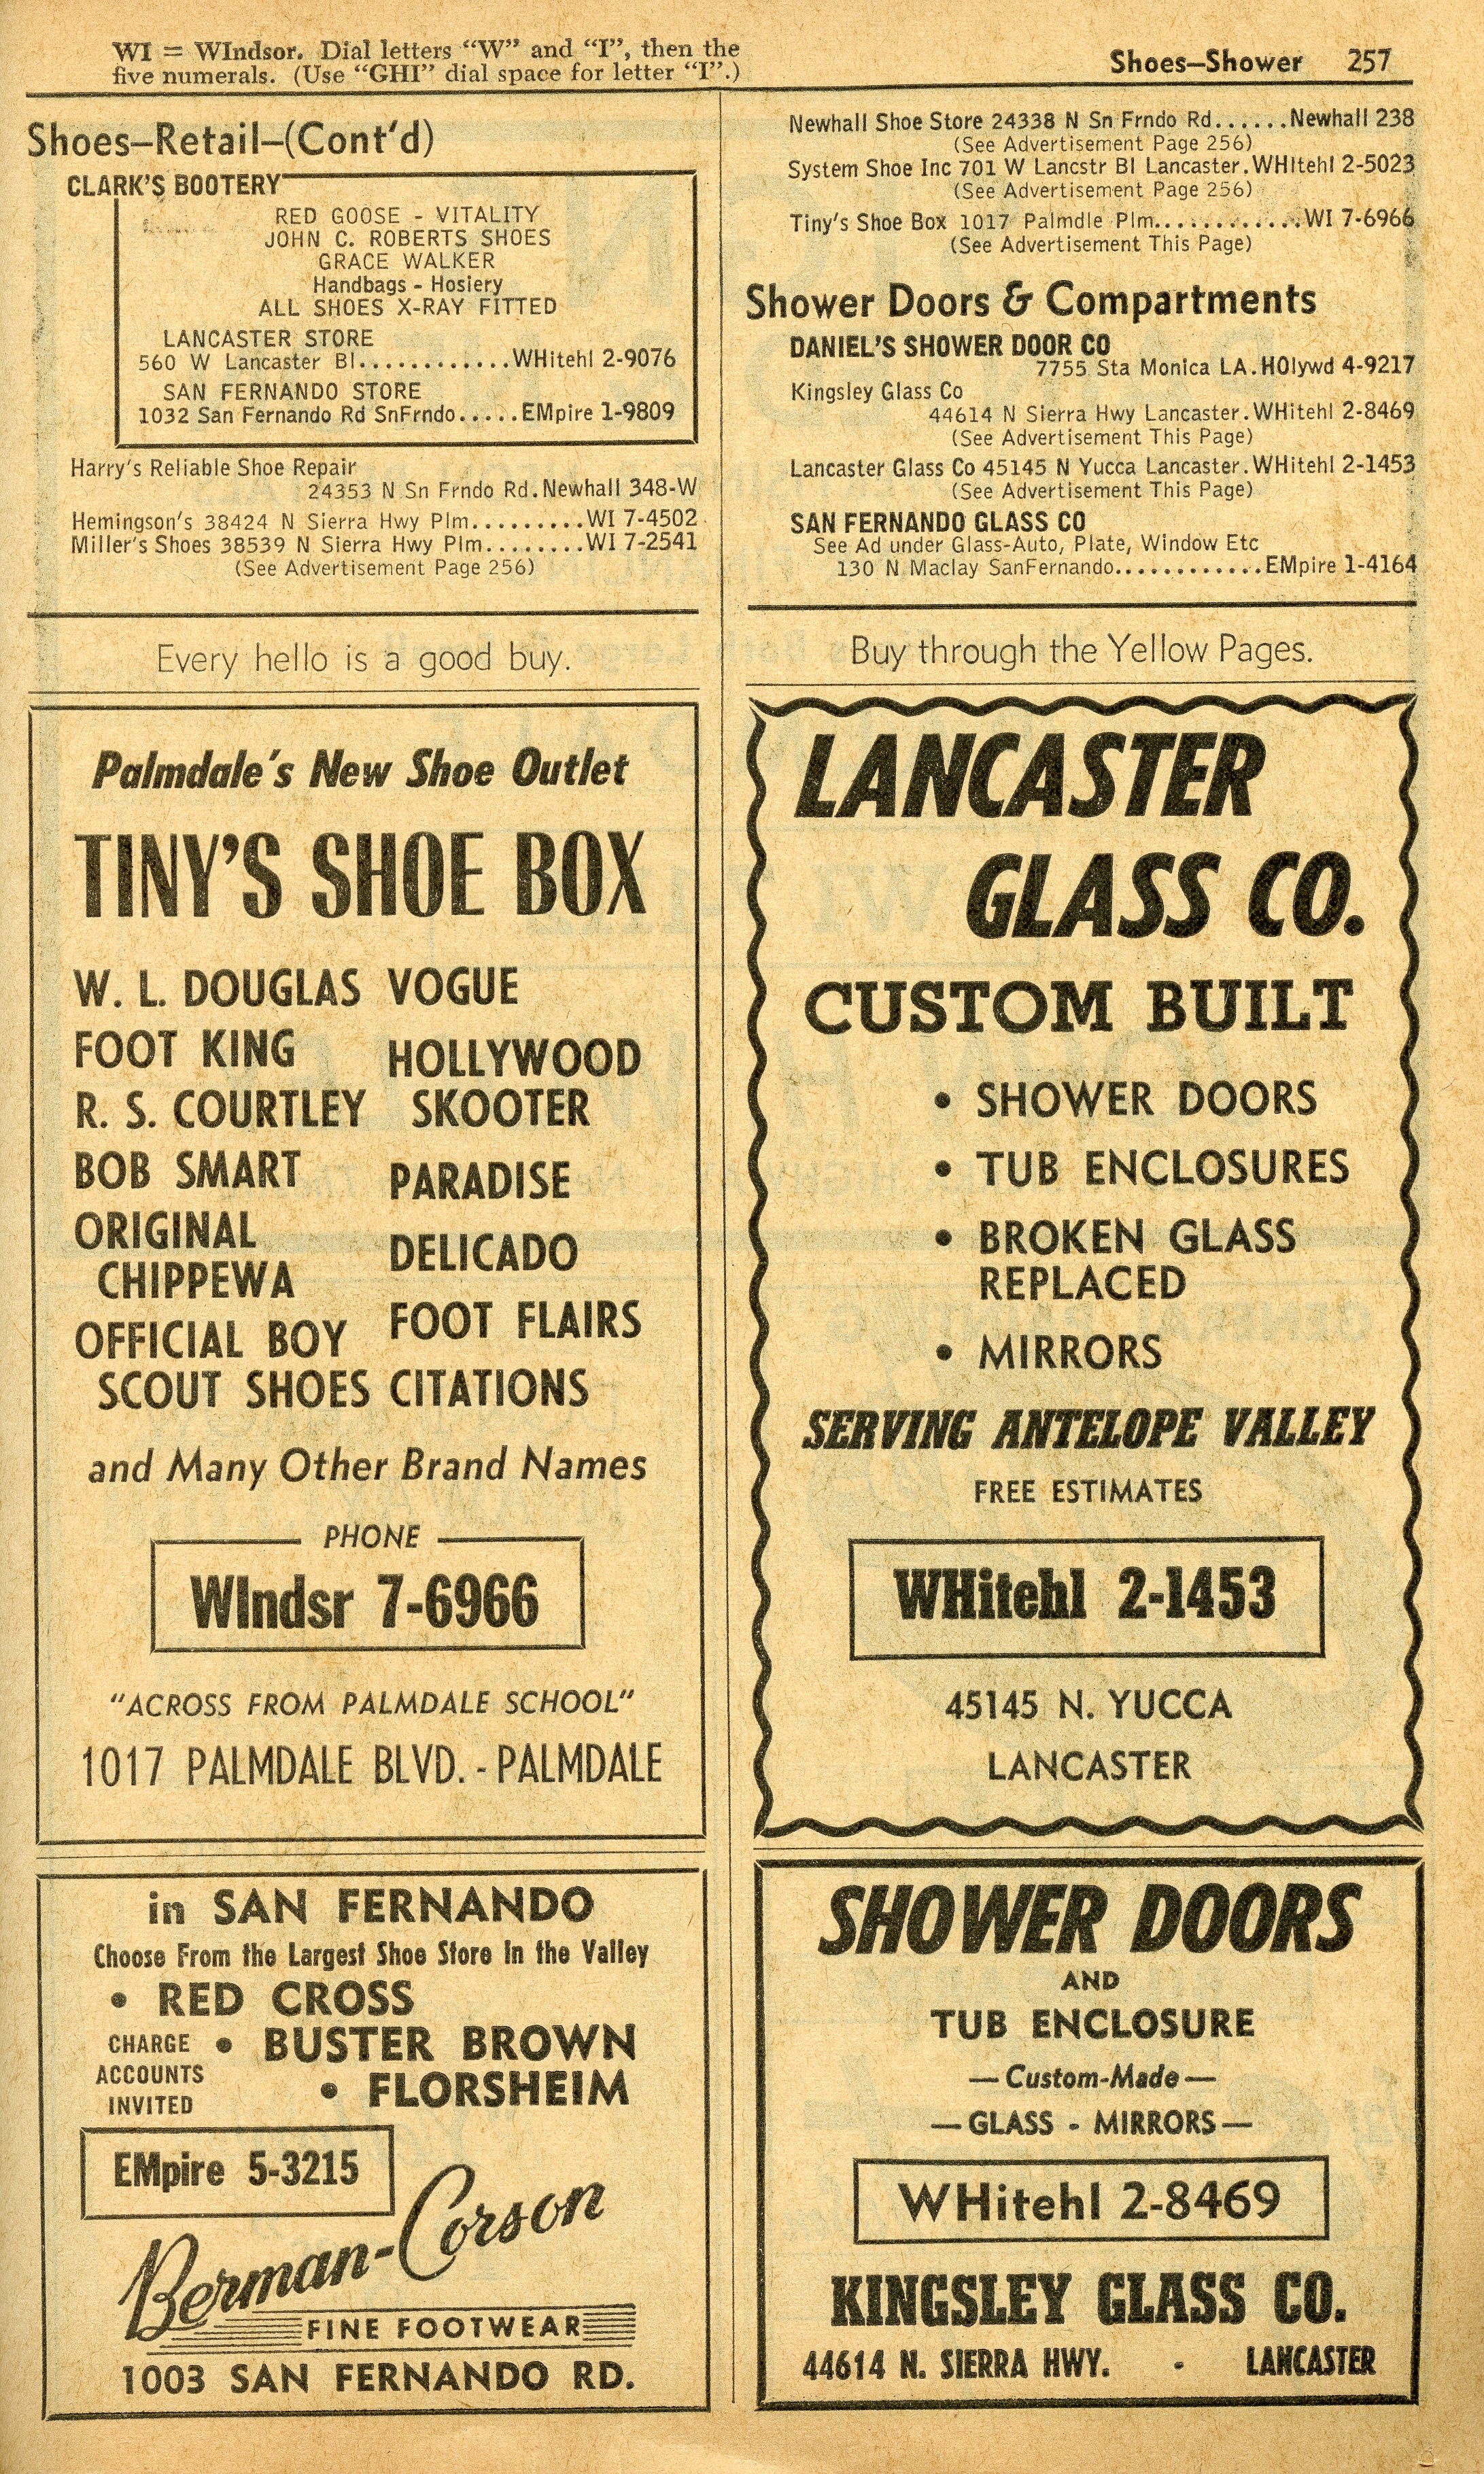 WI = WIndsor. Dial letters “W” and “I”, then the
five numerals. (Use “GHI” dial space for letter “I”.)
Shoes—Shower 257
Shoes—Retail—(Cont'd)
CLARK'S BOOTERY
RED GOOSE - VITALITY
JOHN C. ROBERTS SHOES
GRACE WALKER
Handbags - Hosiery
ALL SHOES X-RAY FITTED
LANCASTER STORE
560 W Lancaster Bl............WHitehl 2-9076
SAN FERNANDO STORE
1032 San Fernando Rd SnFrndo.....EMpire 1-9809
Harry's Reliable Shoe Repair
24353 N Sn Frndo Rd.Newhall 348-W
Hemingson's 38424 N Sierra Hwy Plm.........WI 7-4502
Miller's Shoes 38539 N Sierra Hwy Plm........WI 7-2541
(See Advertisement Page 256)
Every hello is a good buy.
Palmdale's New Shoe Outlet
TINY'S SHOE BOX
W. L. DOUGLAS VOGUE
FOOT KING HOLLYWOOD
R. S. COURTLEY SKOOTER
BOB SMART PARADISE
ORIGINAL
CHIPPEWA DELICADO
OFFICIAL BOY FOOT FLAIRS
SCOUT SHOES CITATIONS
and Many Other Brand Names
PHONE
WIndsr 7-6966
"ACROSS FROM PALMDALE SCHOOL"
1017 PALMDALE BLVD. - PALMDALE
in SAN FERNANDO
Choose From the Largest Shoe Store In the Valley
• RED CROSS
CHARGE • BUSTER BROWN
ACCOUNTS
INVITED • FLORSHEIM
EMpire 5-3215
Berman-Corson
FINE FOOTWEAR
1003 SAN FERNANDO RD.
Newhall Shoe Store 24338 N Sn Frndo Rd......Newhall 238
(See Advertisement Page 256)
System Shoe Inc 701 W Lancstr Bl Lancaster.WHitehl 2-5023
(See Advertisement Page 256)
Tiny's Shoe Box 1017 Palmdle Plm............WI 7-6966
(See Advertisement This Page)
Shower Doors & Compartments
DANIEL'S SHOWER DOOR CO
7755 Sta Monica LA.HOlywd 4-9217
Kingsley Glass Co
44614 N Sierra Hwy Lancaster.WHitehl 2-8469
(See Advertisement This Page)
Lancaster Glass Co 45145 N Yucca Lancaster.WHitehl 2-1453
(See Advertisement This Page)
SAN FERNANDO GLASS CO
See Ad under Glass-Auto, Plate, Window Etc
130 N Maclay SanFernando............EMpire 1-4164
Buy through the Yellow Pages.
LANCASTER
GLASS CO.
CUSTOM BUILT
• SHOWER DOORS
• TUB ENCLOSURES
• BROKEN GLASS
REPLACED
• MIRRORS
SERVING ANTELOPE VALLEY
FREE ESTIMATES
WHitehl 2-1453
45145 N. YUCCA
LANCASTER
SHOWER DOORS
AND
TUB ENCLOSURE
— Custom-Made —
— GLASS - MIRRORS —
WHitehl 2-8469
KINGSLEY GLASS CO.
44614 N. SIERRA HWY. - LANCASTER